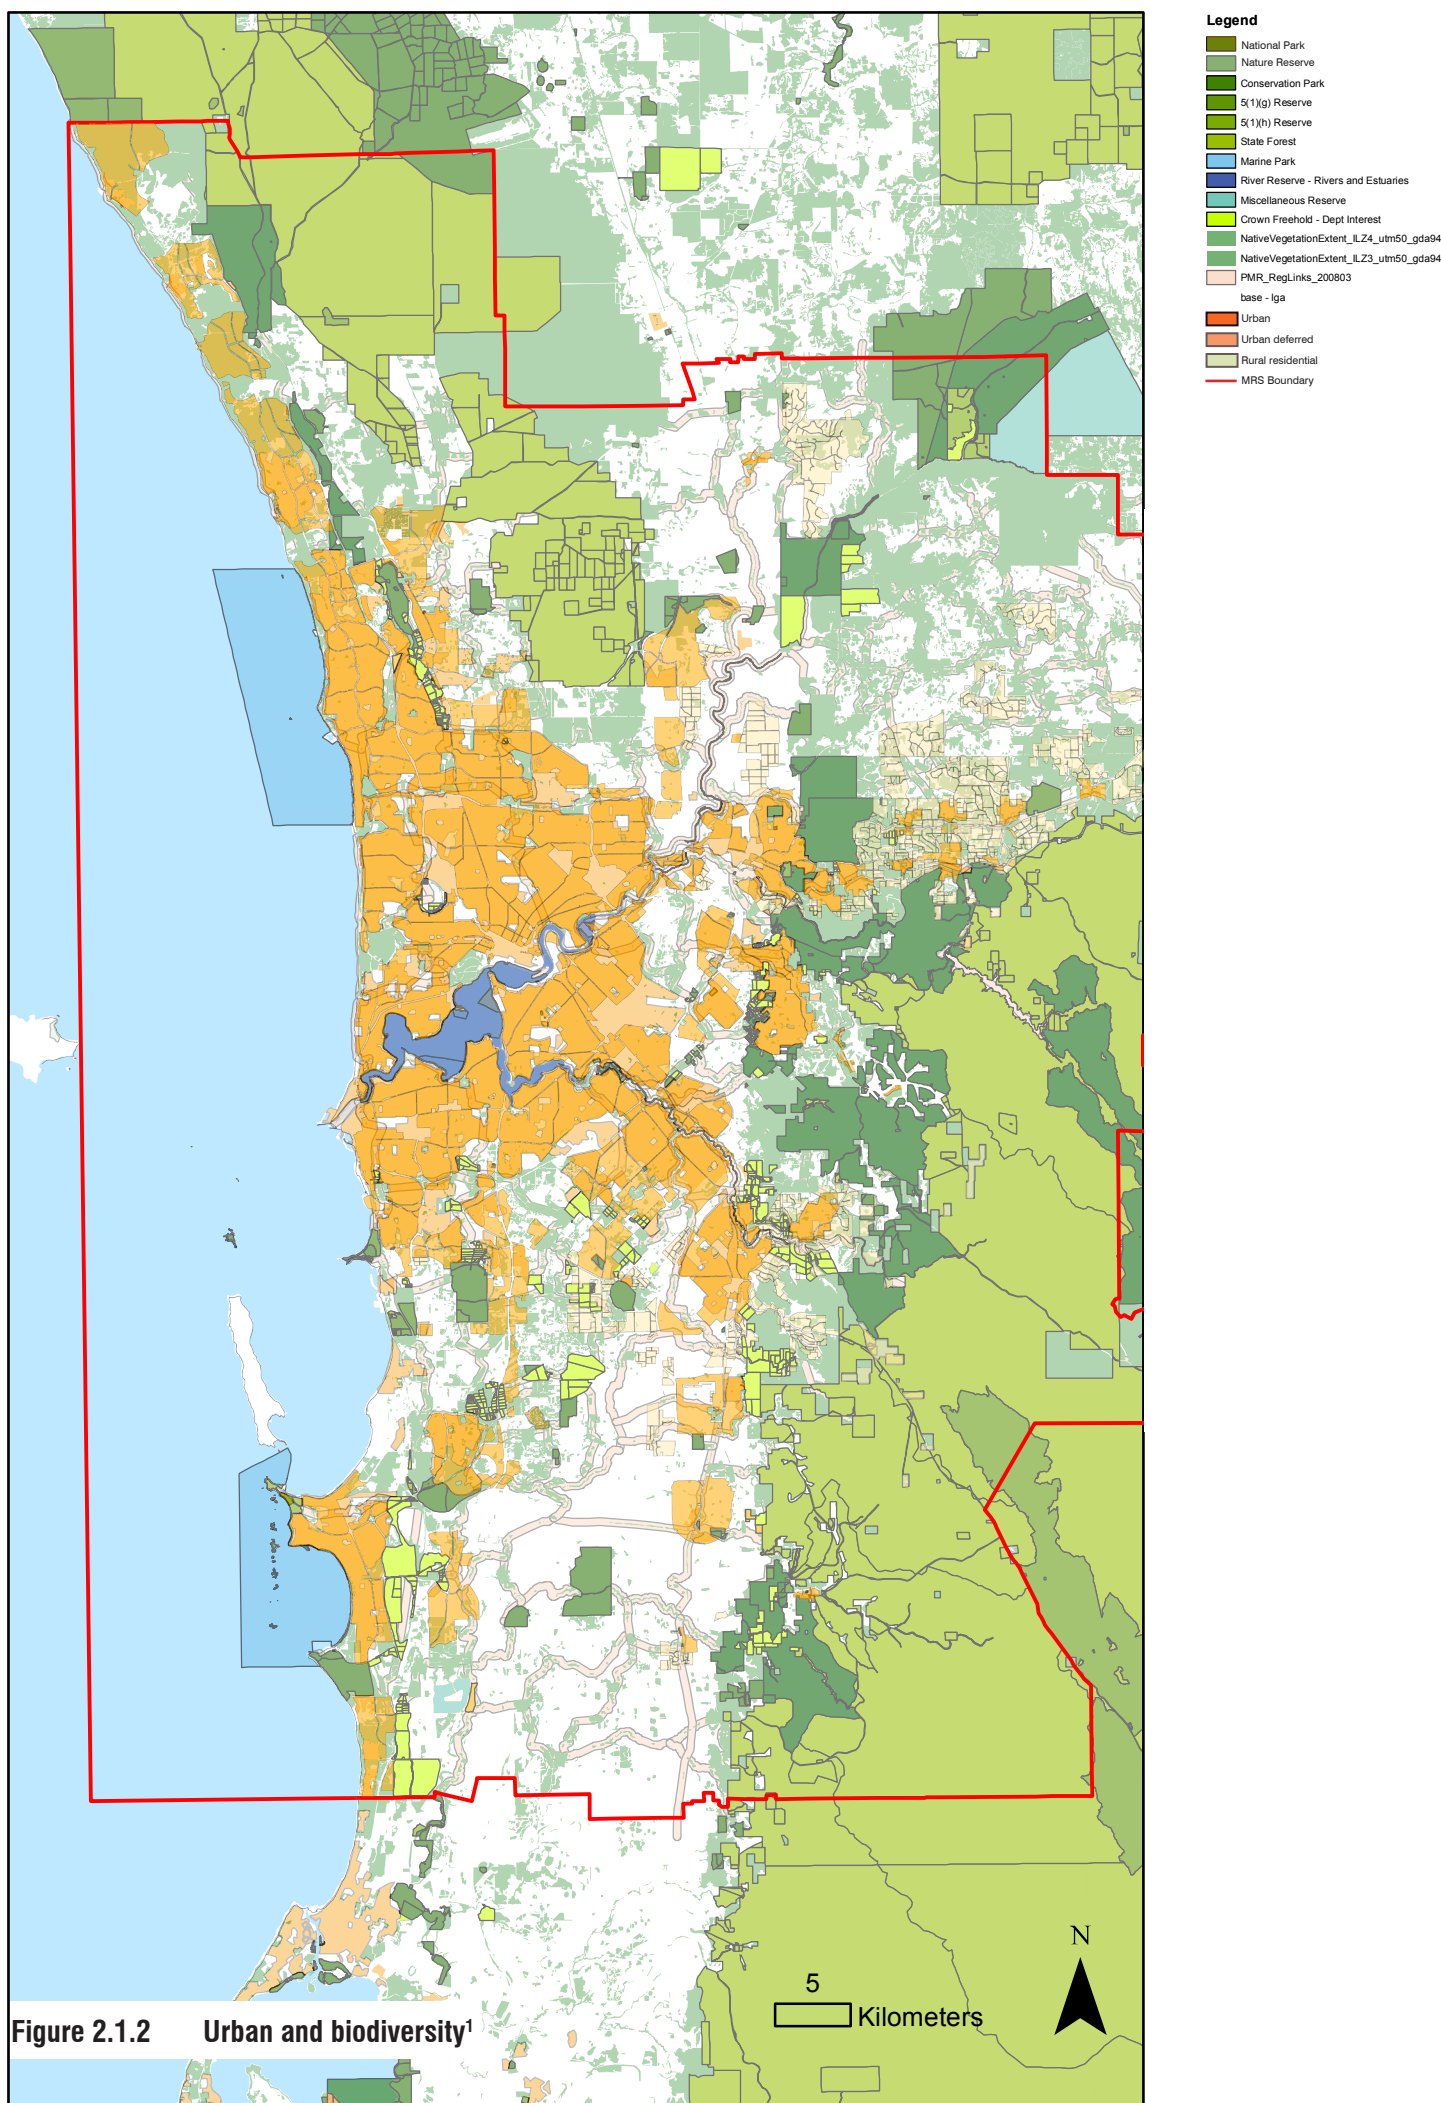 Legend
National Park
Nature Reserve
Conservation Park
5(1)(g) Reserve
5(1)(h) Reserve
State Forest
Marine Park
River Reserve - Rivers and Estuaries
Miscellaneous Reserve
Crown Freehold - Dept Interest
NativeVegetationExtent_ILZ4_utm50_gda94
NativeVegetationExtent_ILZ3_utm50_gda94
PMR_RegLinks_200803
base - lga
Urban
Urban deferred
Rural residential
MRS Boundary
N
5
Kilometers
Figure 2.1.2 Urban and biodiversity¹